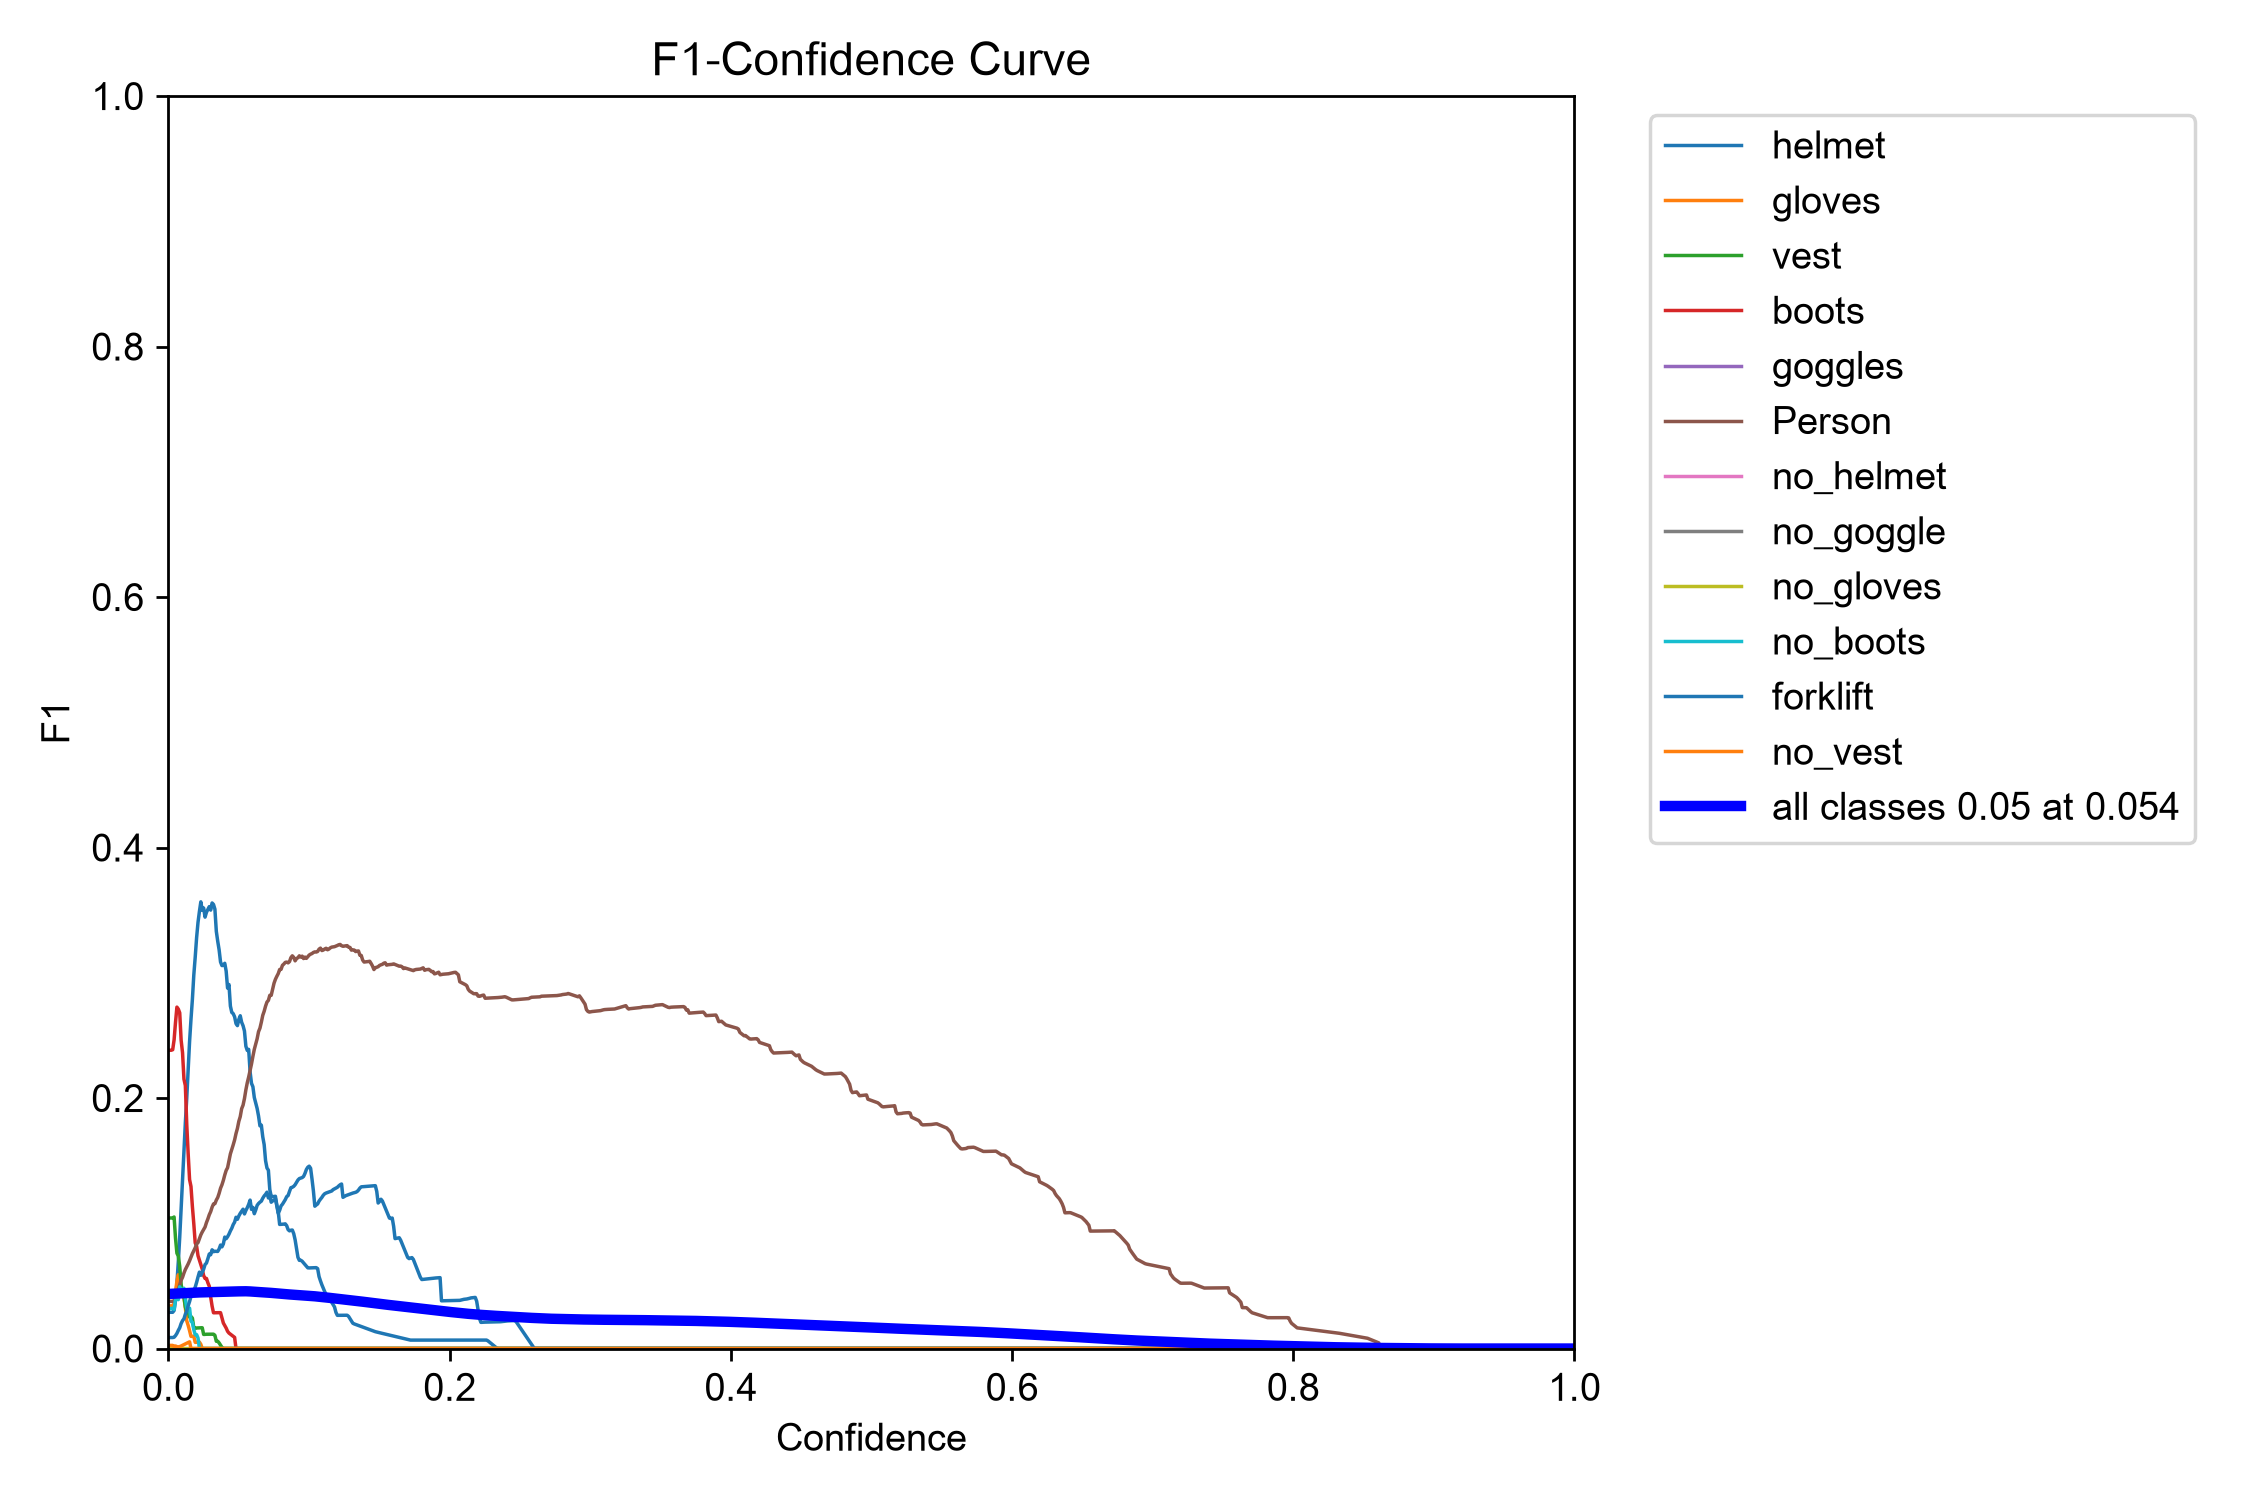 F1-Confidence Curve
1.0
0.8
0.6
0.4
0.2
0.0
F1
0.0 0.2 0.4 0.6 0.8 1.0
Confidence
helmet
gloves
vest
boots
goggles
Person
no_helmet
no_goggle
no_gloves
no_boots
forklift
no_vest
all classes 0.05 at 0.054